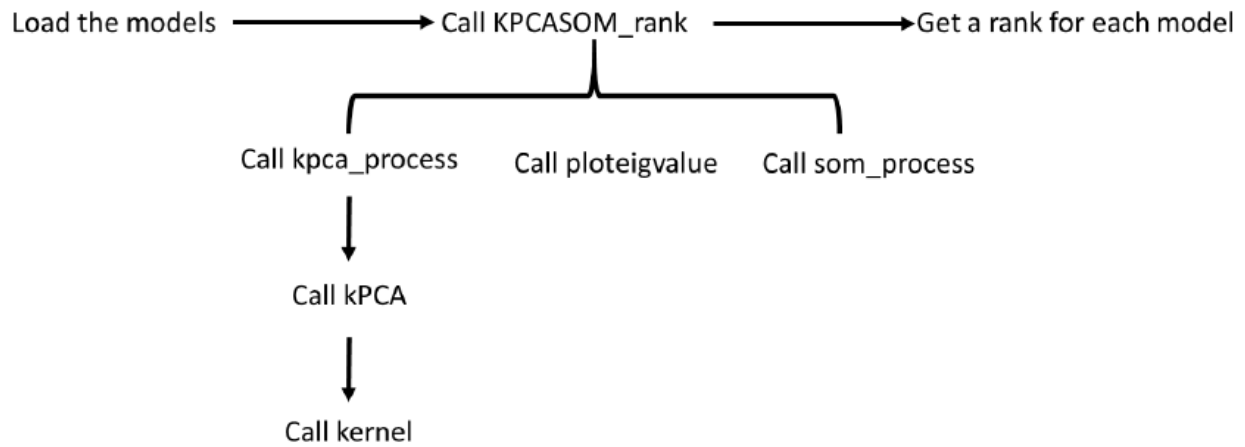 Load the models
Call KPCASOM_rank
Get a rank for each model
Call kpca_process
Call ploteigvalue
Call som_process
Call kPCA
Call kernel